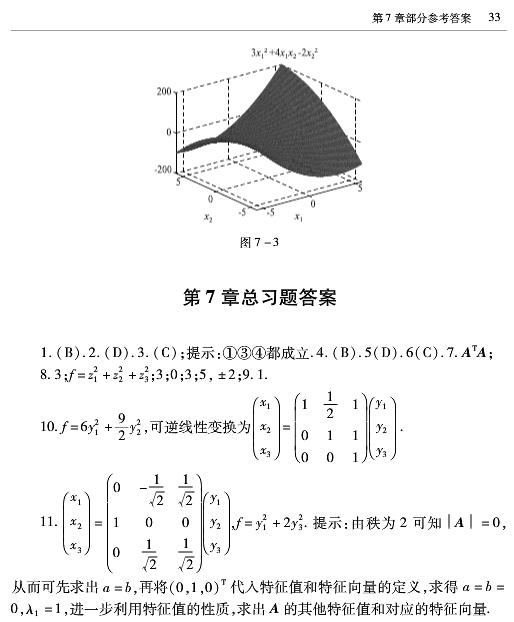 第7章部分参考答案 33
3x₁²+4x₁x₂-2x₂²
200
0
-200
5
0
-5
x₂
-5
0
5
x₁
图7-3
第7章总习题答案
1.(B).2.(D).3.(C);提示:①③④都成立.4.(B).5(D).6(C).7.AᵀA;
8.3;f=z₁²+z₂²+z₃²;3;0;3;5,±2;9.1.
10.f=6y₁²+9/2y₂²,可逆线性变换为(x₁ x₂ x₃)=(1 1/2 1 0 1 1 0 0 1)(y₁ y₂ y₃).
11.(x₁ x₂ x₃)=(0 -1/√2 1/√2 1 0 0 0 1/√2 1/√2)(y₁ y₂ y₃),f=y₁²+2y₃².提示:由秩为2可知|A|=0,
从而可先求出a=b,再将(0,1,0)ᵀ代入特征值和特征向量的定义,求得a=b=
0,λ₁=1,进一步利用特征值的性质,求出A的其他特征值和对应的特征向量.